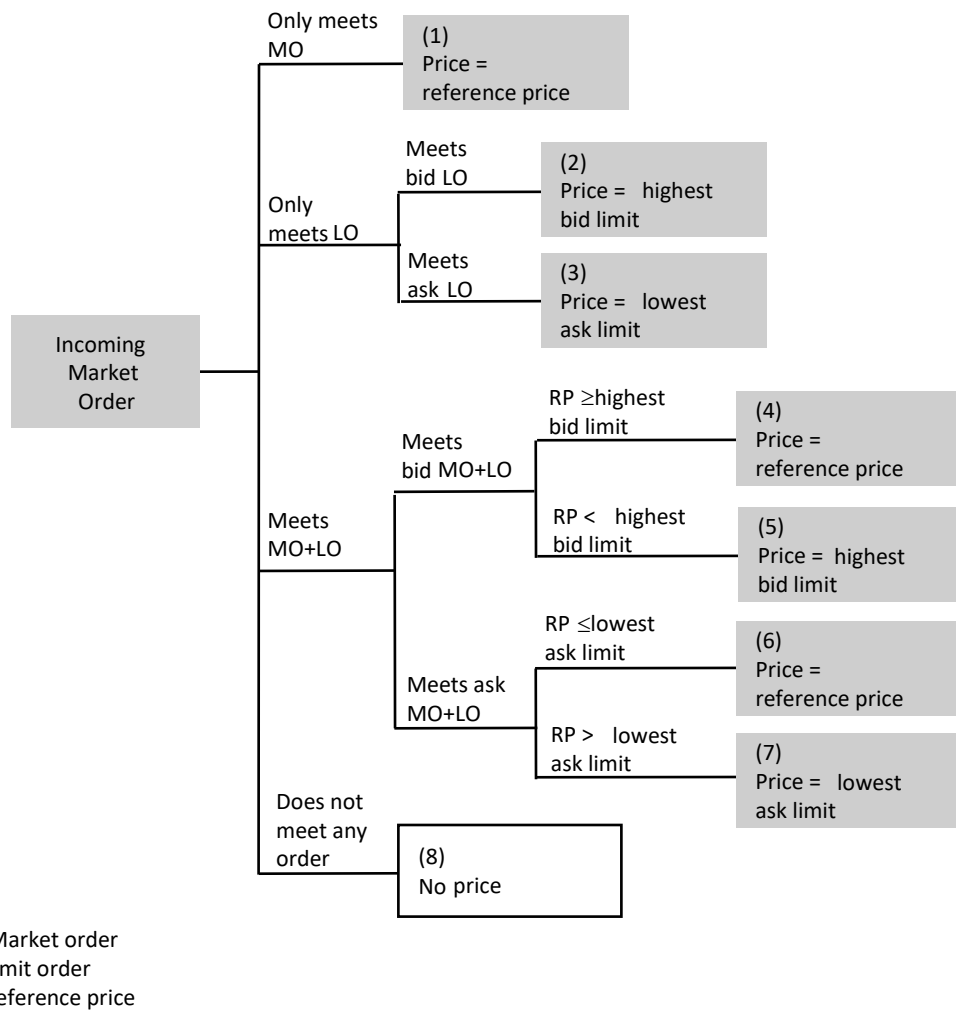 Only meets
MO
(1)
Price =
reference price
Only
meets LO
Meets
bid LO
(2)
Price = highest
bid limit
Meets
ask LO
(3)
Price = lowest
ask limit
Incoming
Market
Order
Meets
MO+LO
Meets
bid MO+LO
RP ≥highest
bid limit
(4)
Price =
reference price
RP < highest
bid limit
(5)
Price = highest
bid limit
Meets ask
MO+LO
RP ≤lowest
ask limit
(6)
Price =
reference price
RP > lowest
ask limit
(7)
Price = lowest
ask limit
Does not
meet any
order
(8)
No price
Market order
imit order
eference price